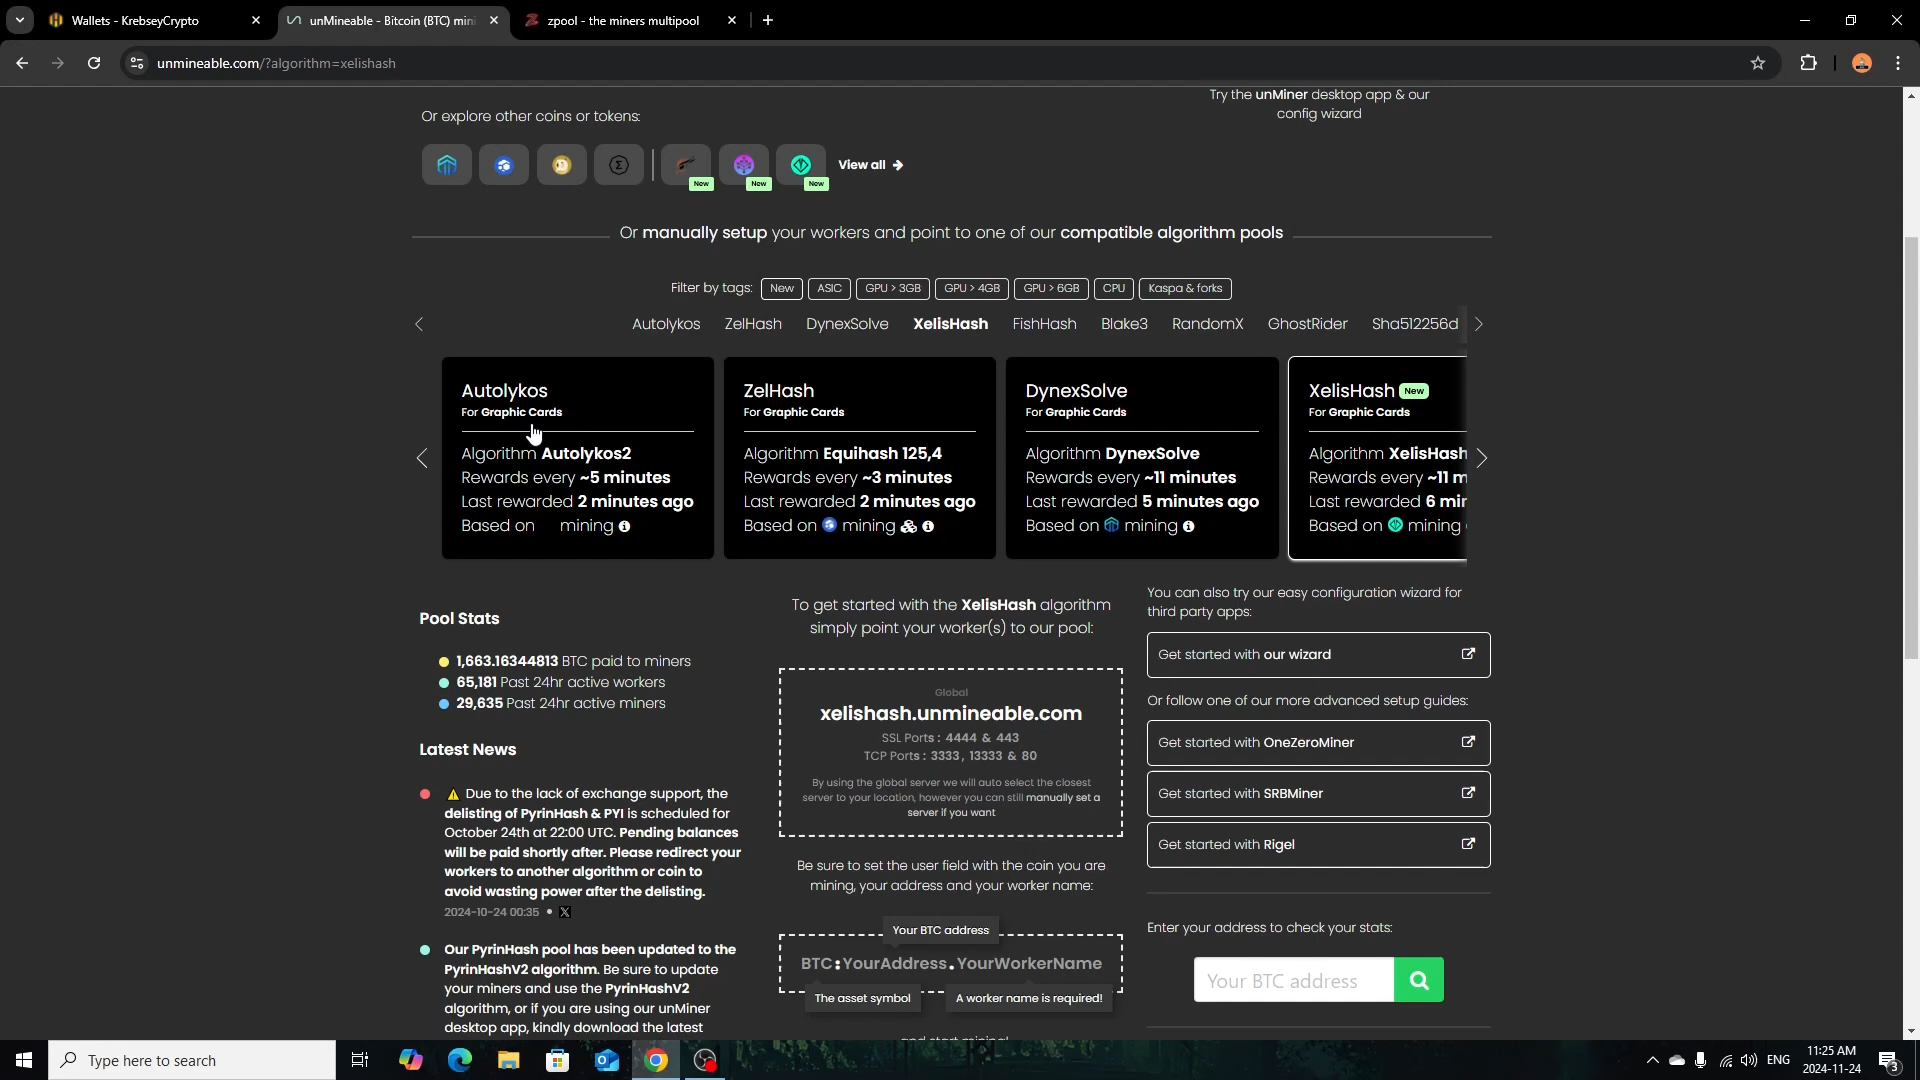 Wallets - KrebseyCrypto
unMineable - Bitcoin (BTC) min
zpool - the miners multipool
unmineable.com/?algorithm=xelishash
Try the unMiner desktop app & our
config wizard
Or explore other coins or tokens:
New
New
New
View all
Or manually setup your workers and point to one of our compatible algorithm pools
Filter by tags: New ASIC GPU > 3GB GPU > 4GB GPU > 6GB CPU Kaspa & forks
Autolykos ZelHash DynexSolve XelisHash FishHash Blake3 RandomX GhostRider Sha512256d
Autolykos
For Graphic Cards
Algorithm Autolykos2
Rewards every ~5 minutes
Last rewarded 2 minutes ago
Based on mining
ZelHash
For Graphic Cards
Algorithm Equihash 125,4
Rewards every ~3 minutes
Last rewarded 2 minutes ago
Based on mining
DynexSolve
For Graphic Cards
Algorithm DynexSolve
Rewards every ~11 minutes
Last rewarded 5 minutes ago
Based on mining
XelisHash New
For Graphic Cards
Algorithm XelisHash
Rewards every ~11 m
Last rewarded 6 mir
Based on mining
Pool Stats
1,663.16344813 BTC paid to miners
65,181 Past 24hr active workers
29,635 Past 24hr active miners
Latest News
Due to the lack of exchange support, the
delisting of PyrinHash & PYI is scheduled for
October 24th at 22:00 UTC. Pending balances
will be paid shortly after. Please redirect your
workers to another algorithm or coin to
avoid wasting power after the delisting.
2024-10-24 00:35 •
Our PyrinHash pool has been updated to the
PyrinHashV2 algorithm. Be sure to update
your miners and use the PyrinHashV2
algorithm, or if you are using our unMiner
desktop app, kindly download the latest
To get started with the XelisHash algorithm
simply point your worker(s) to our pool:
Global
xelishash.unmineable.com
SSL Ports : 4444 & 443
TCP Ports : 3333, 13333 & 80
By using the global server we will auto select the closest
server to your location, however you can still manually set a
server if you want
Be sure to set the user field with the coin you are
mining, your address and your worker name:
Your BTC address
BTC:YourAddress.YourWorkerName
The asset symbol
A worker name is required!
and start mining!
You can also try our easy configuration wizard for
third party apps:
Get started with our wizard
Or follow one of our more advanced setup guides:
Get started with OneZeroMiner
Get started with SRBMiner
Get started with Rigel
Enter your address to check your stats:
Your BTC address
Type here to search
ENG
11:25 AM
2024-11-24
3